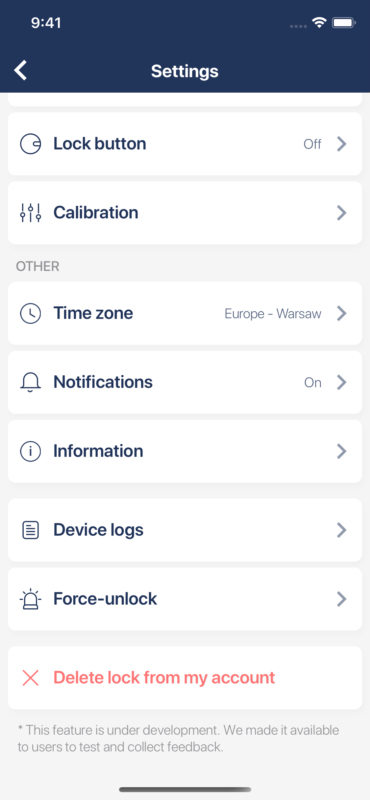 9:41
Settings
Lock button Off
Calibration
OTHER
Time zone Europe - Warsaw
Notifications On
Information
Device logs
Force-unlock
Delete lock from my account
* This feature is under development. We made it available
to users to test and collect feedback.